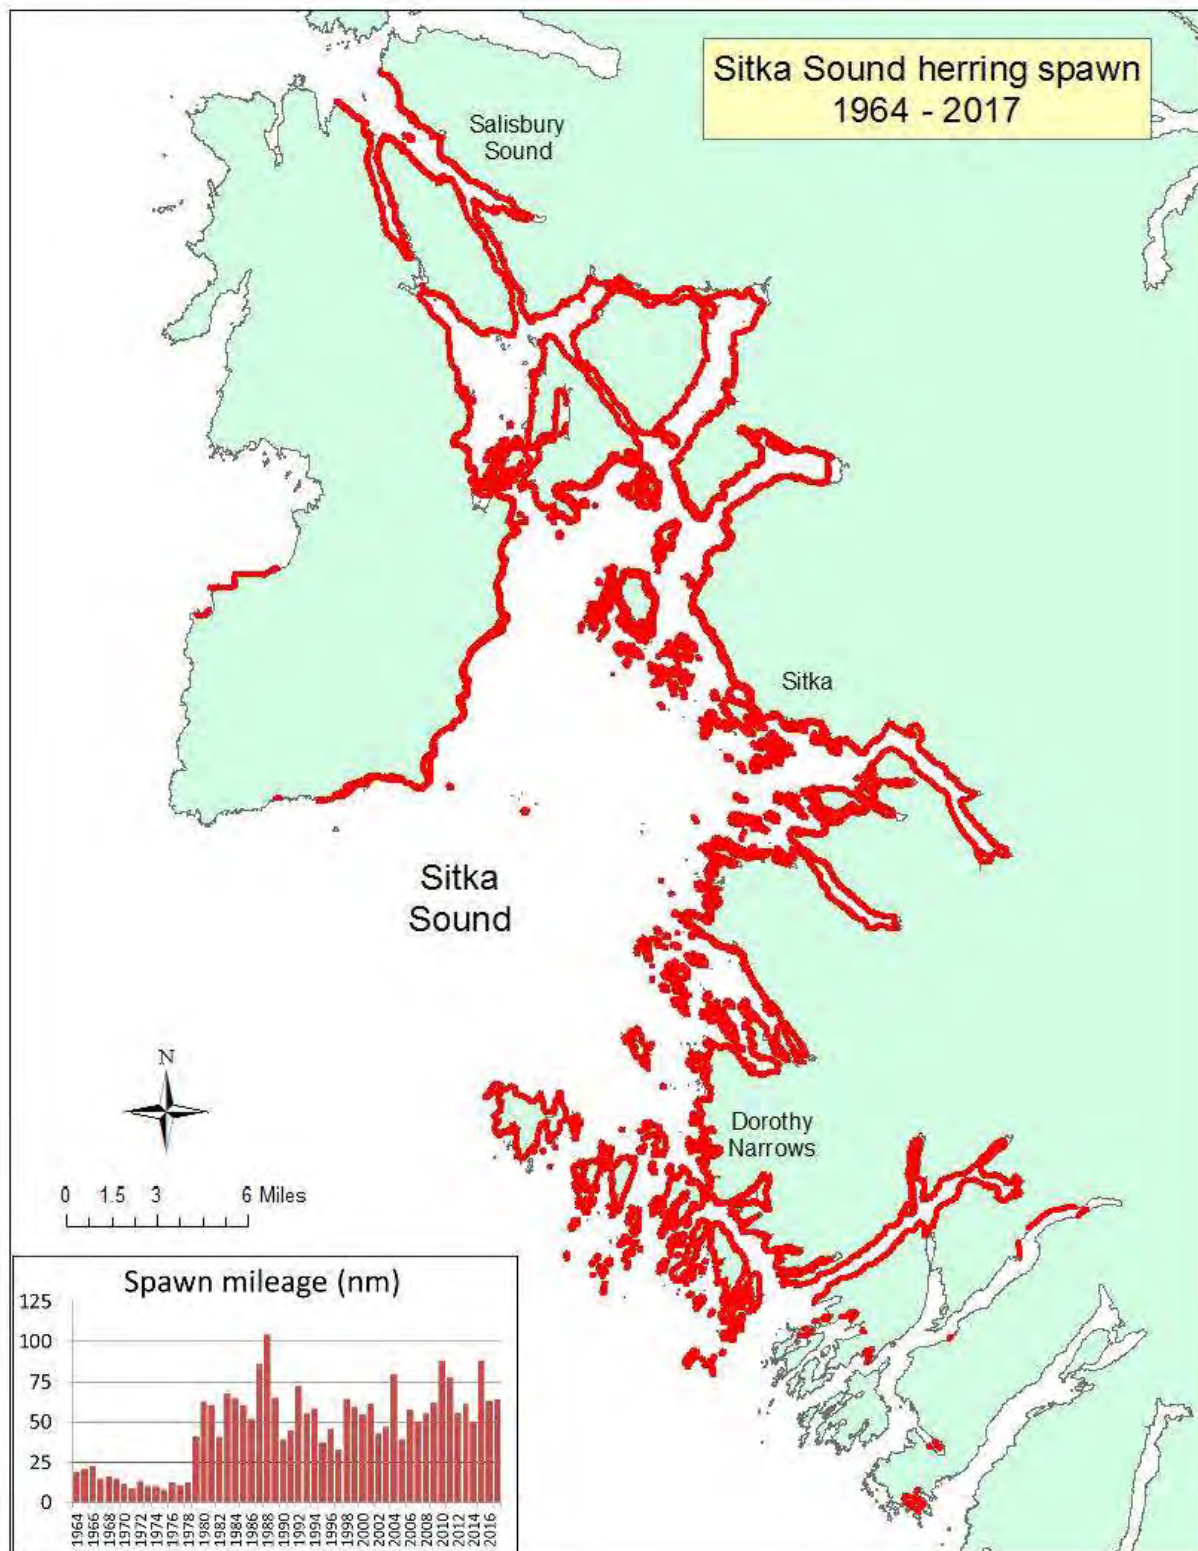 Sitka Sound herring spawn
1964 - 2017
Salisbury
Sound
Sitka
Sitka
Sound
Dorothy
Narrows
N
0 1.5 3 6 Miles
Spawn mileage (nm)
125
100
75
50
25
0
1964 1966 1968 1970 1972 1974 1976 1978 1980 1982 1984 1986 1988 1990 1992 1994 1996 1998 2000 2002 2004 2006 2008 2010 2012 2014 2016